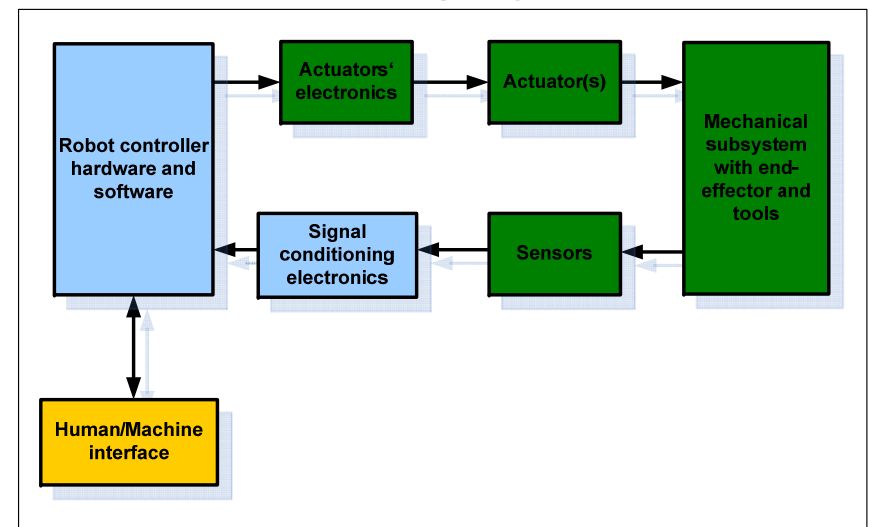 Robot controller
hardware and
software
Actuators‘
electronics
Actuator(s)
Mechanical
subsystem
with end-
effector and
tools
Sensors
Signal
conditioning
electronics
Human/Machine
interface